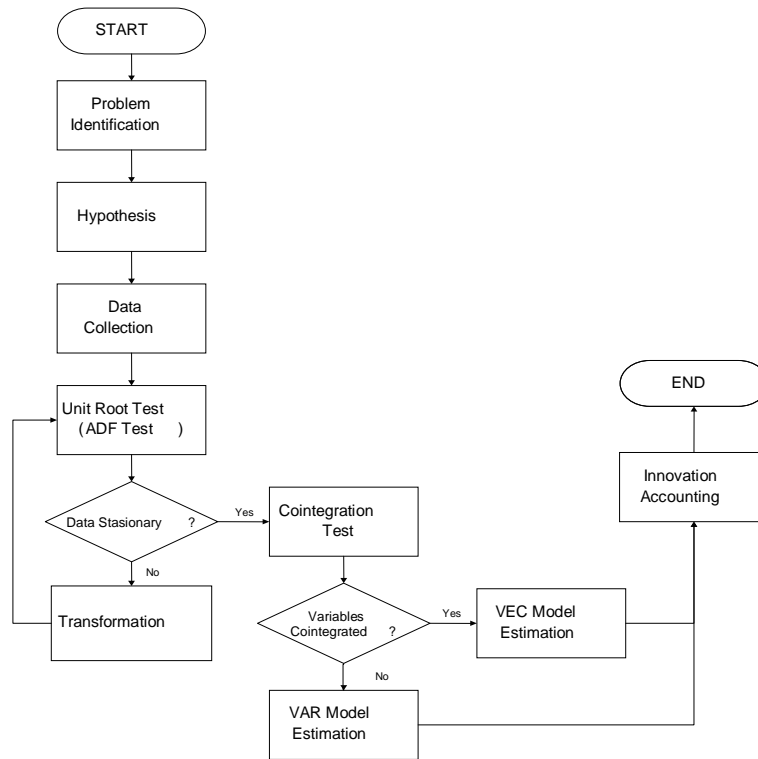 START
Problem
Identification
Hypothesis
Data
Collection
Unit Root Test
(ADF Test )
Data Stasionary ?
Yes
No
Transformation
Cointegration
Test
Variables
Cointegrated ?
Yes
No
VEC Model
Estimation
VAR Model
Estimation
Innovation
Accounting
END